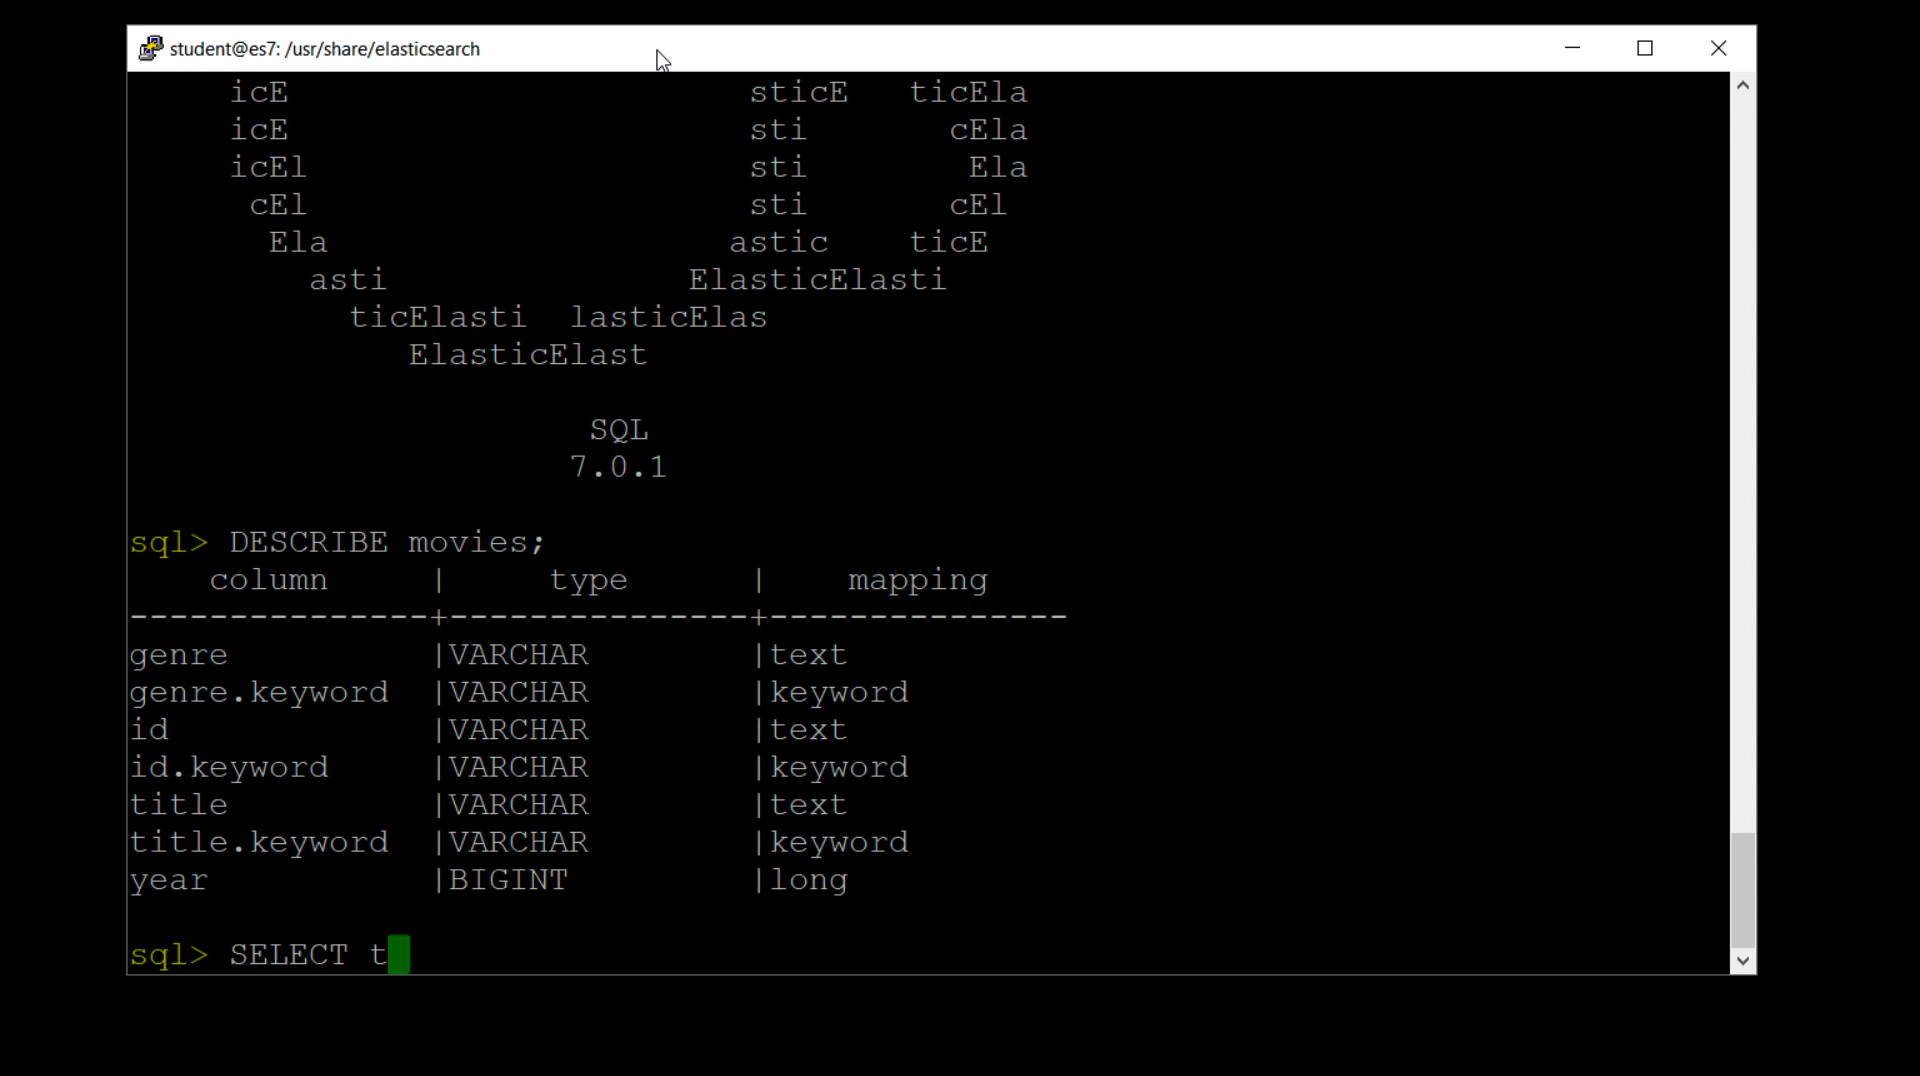 student@es7: /usr/share/elasticsearch
icE sticE ticEla
icE sti cEla
icEl sti Ela
cEl sti cEl
Ela astic ticE
asti ElasticElasti
ticElasti lasticElas
ElasticElast
SQL
7.0.1
sql> DESCRIBE movies;
column | type | mapping
---------------+---------------+---------------
genre |VARCHAR |text
genre.keyword |VARCHAR |keyword
id |VARCHAR |text
id.keyword |VARCHAR |keyword
title |VARCHAR |text
title.keyword |VARCHAR |keyword
year |BIGINT |long
sql> SELECT t